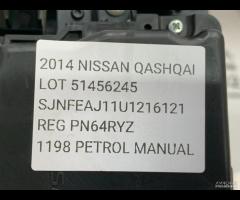 2014 NISSAN QASHQAI
LOT 51456245
SJNFEAJ11U1216121
REG PN64RYZ
1198 PETROL MANUAL